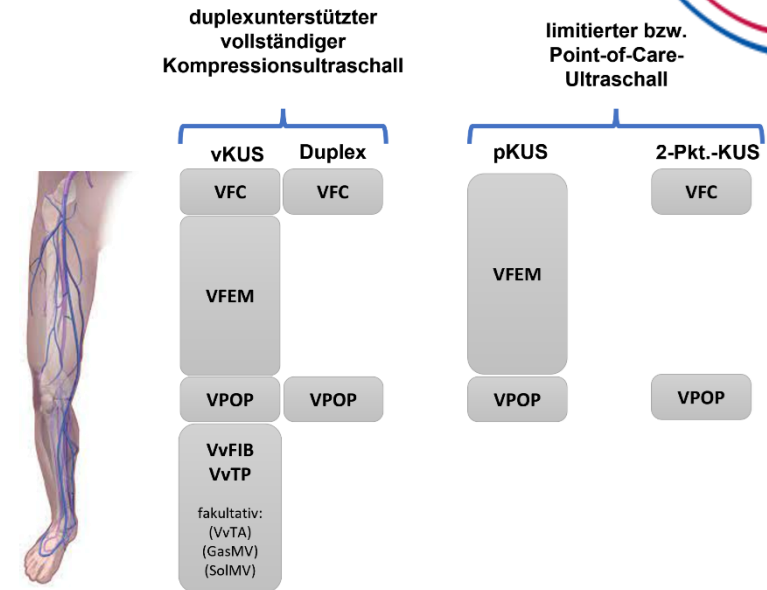 duplexunterstützter
vollständiger
Kompressionsultraschall
limitierter bzw.
Point-of-Care-
Ultraschall
vKUS Duplex pKUS 2-Pkt.-KUS
VFC VFC VFC
VFEM VFEM
VPOP VPOP VPOP VPOP
VvFIB
VvTP
fakultativ:
(VvTA)
(GasMV)
(SolMV)